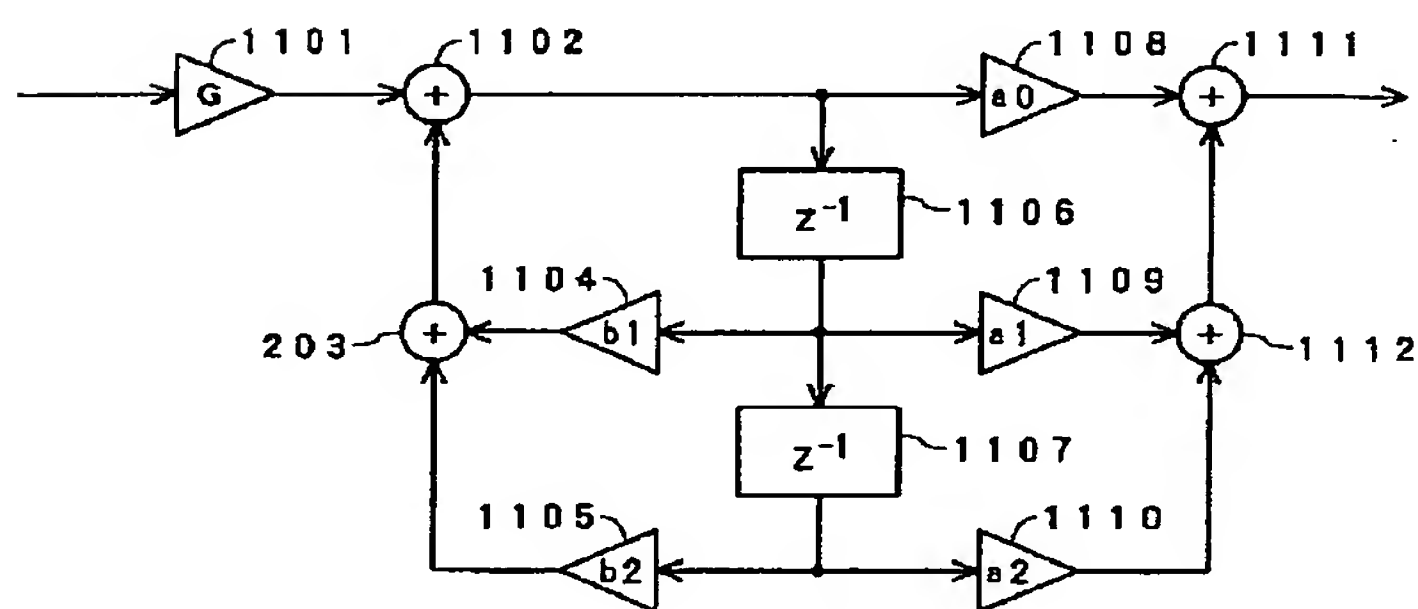 1101 1102 1108 1111
G + a0 +
z-1 1106
1104 1109
203 + b1 a1 + 1112
z-1 1107
1105 1110
b2 a2